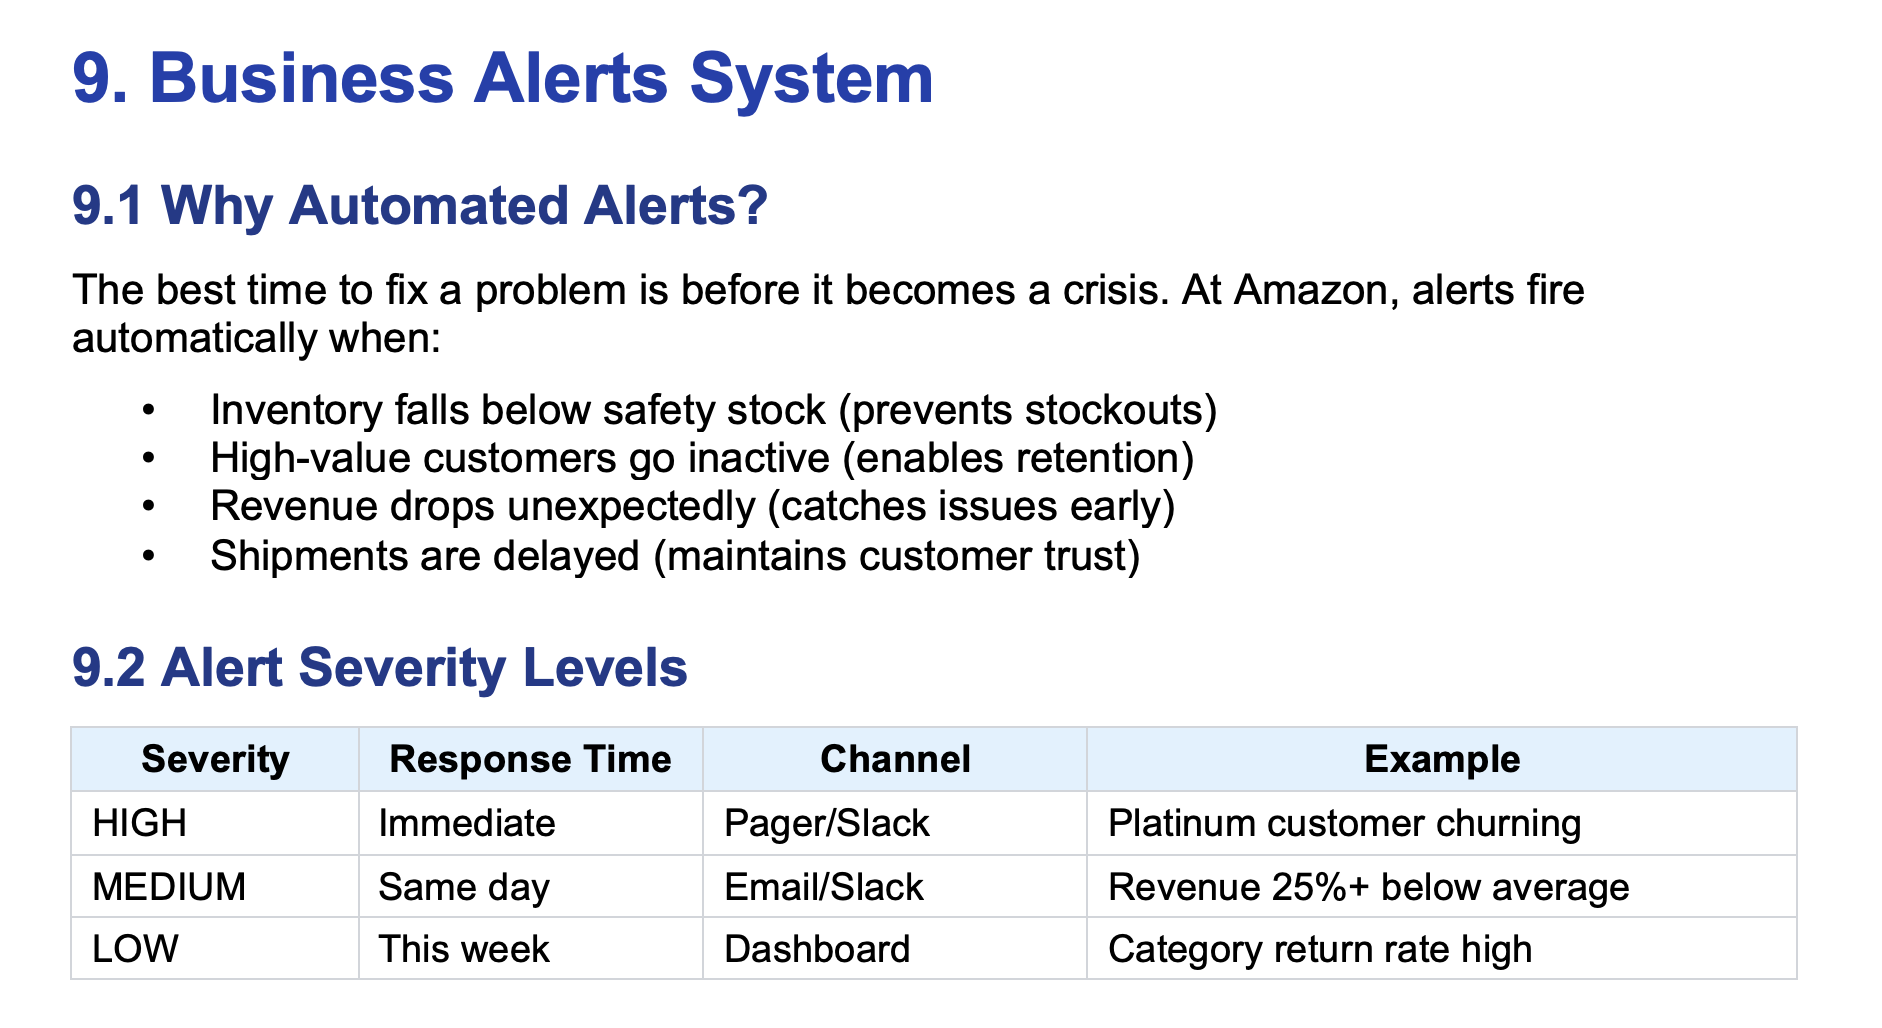 9. Business Alerts System
9.1 Why Automated Alerts?
The best time to fix a problem is before it becomes a crisis. At Amazon, alerts fire
automatically when:
• Inventory falls below safety stock (prevents stockouts)
• High-value customers go inactive (enables retention)
• Revenue drops unexpectedly (catches issues early)
• Shipments are delayed (maintains customer trust)
9.2 Alert Severity Levels
Severity Response Time Channel Example
HIGH Immediate Pager/Slack Platinum customer churning
MEDIUM Same day Email/Slack Revenue 25%+ below average
LOW This week Dashboard Category return rate high